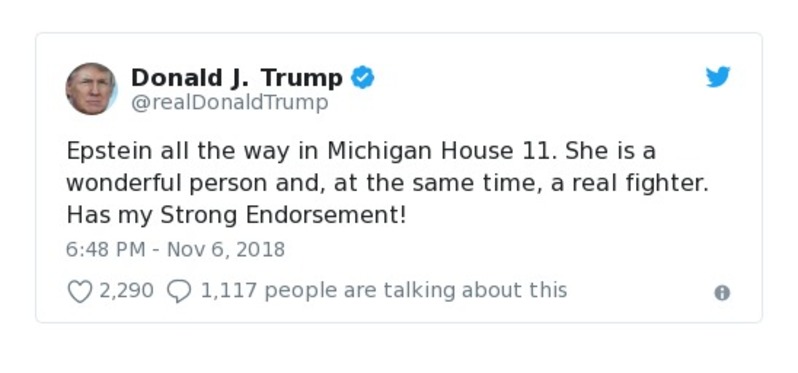 Donald J. Trump
@realDonaldTrump
Epstein all the way in Michigan House 11. She is a
wonderful person and, at the same time, a real fighter.
Has my Strong Endorsement!
6:48 PM - Nov 6, 2018
2,290 1,117 people are talking about this